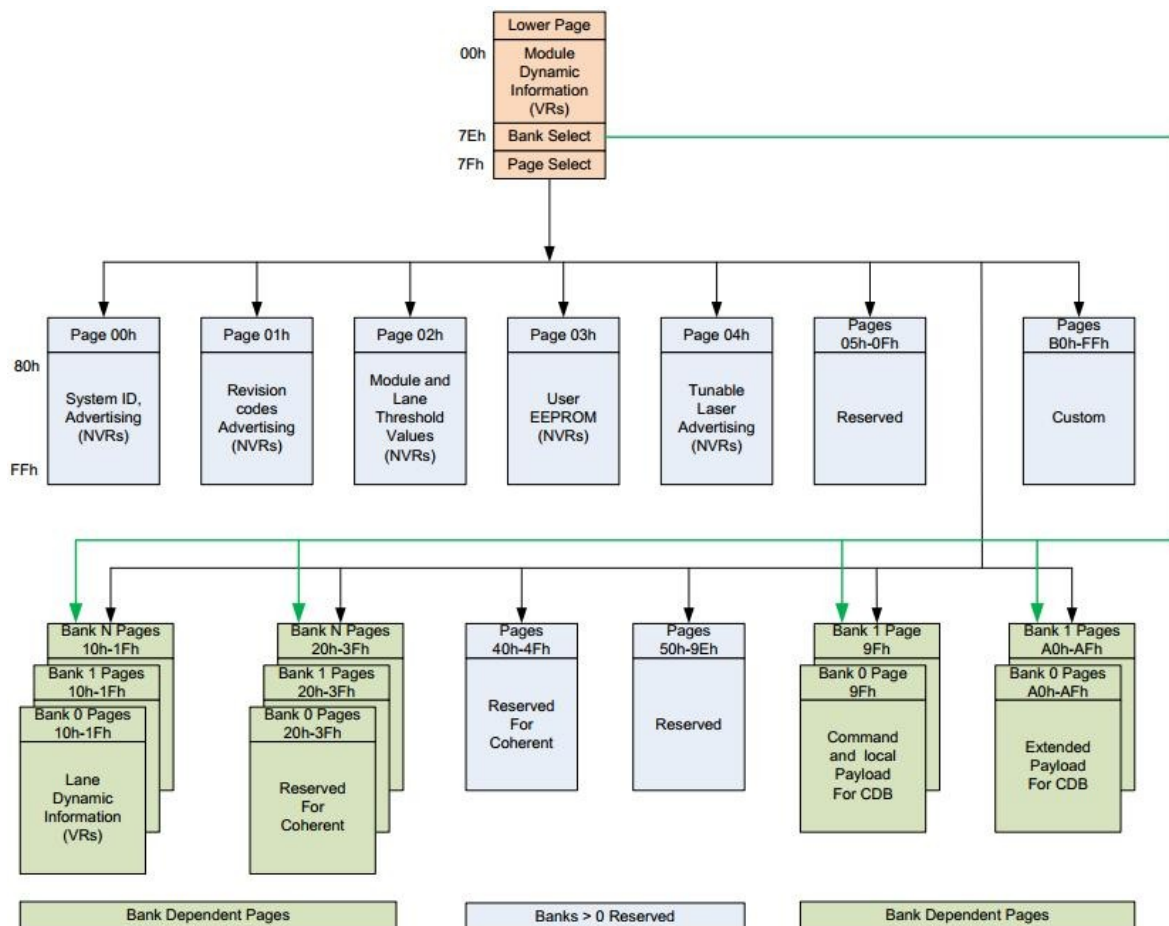 Lower Page
00h
Module
Dynamic
Information
(VRs)
7Eh
Bank Select
7Fh
Page Select
Page 00h
Page 01h
Page 02h
Page 03h
Page 04h
Pages
05h-0Fh
Pages
B0h-FFh
80h
System ID,
Advertising
(NVRs)
Revision
codes
Advertising
(NVRs)
Module and
Lane
Threshold
Values
(NVRs)
User
EEPROM
(NVRs)
Tunable
Laser
Advertising
(NVRs)
Reserved
Custom
FFh
Bank N Pages
10h-1Fh
Bank 1 Pages
10h-1Fh
Bank 0 Pages
10h-1Fh
Lane
Dynamic
Information
(VRs)
Bank N Pages
20h-3Fh
Bank 1 Pages
20h-3Fh
Bank 0 Pages
20h-3Fh
Reserved
For
Coherent
Pages
40h-4Fh
Reserved
For
Coherent
Pages
50h-9Eh
Reserved
Bank 1 Page
9Fh
Bank 0 Page
9Fh
Command
and local
Payload
For CDB
Bank 1 Pages
A0h-AFh
Bank 0 Pages
A0h-AFh
Extended
Payload
For CDB
Bank Dependent Pages
Banks > 0 Reserved
Bank Dependent Pages